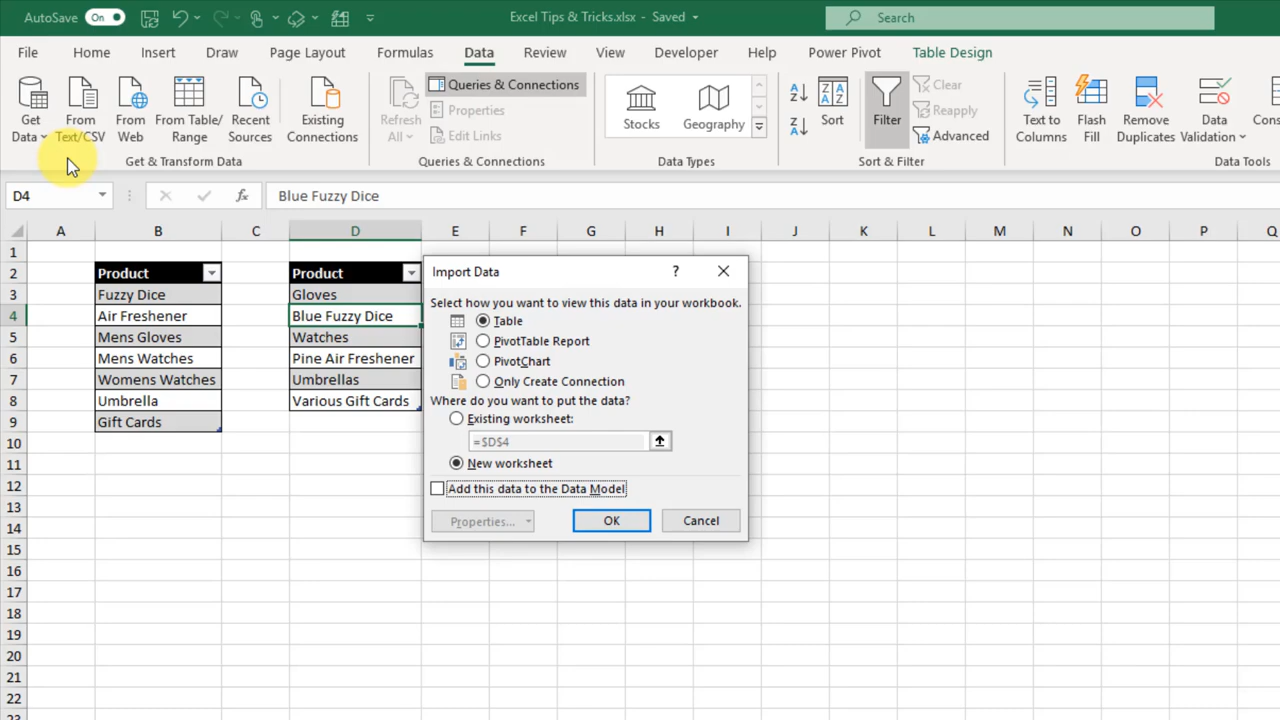 AutoSave On Excel Tips & Tricks.xlsx - Saved Search
File Home Insert Draw Page Layout Formulas Data Review View Developer Help Power Pivot Table Design
Get Data From Text/CSV From Web From Table/ Range Recent Sources Existing Connections
Get & Transform Data
Refresh All Queries & Connections
Properties
Edit Links
Queries & Connections
Stocks Geography
Data Types
Sort Filter Clear
Reapply
Advanced
Sort & Filter
Text to Columns Flash Fill Remove Duplicates Data Validation Cons
Data Tools
D4 fx Blue Fuzzy Dice
A B C D E F G H I J K L M N O P Q
1
2 Product Product
3 Fuzzy Dice Gloves
4 Air Freshener Blue Fuzzy Dice
5 Mens Gloves Watches
6 Mens Watches Pine Air Freshener
7 Womens Watches Umbrellas
8 Umbrella Various Gift Cards
9 Gift Cards
10
11
12
13
14
15
16
17
18
19
20
21
22
Import Data ?
Select how you want to view this data in your workbook.
Table
PivotTable Report
PivotChart
Only Create Connection
Where do you want to put the data?
Existing worksheet:
=$D$4
New worksheet
Add this data to the Data Model
Properties... OK Cancel